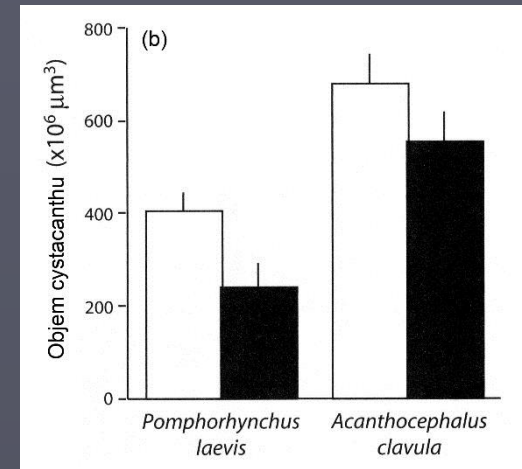 (b)
Objem cystacanthu (x10⁶ µm³)
800
600
400
200
0
Pomphorhynchus
laevis
Acanthocephalus
clavula